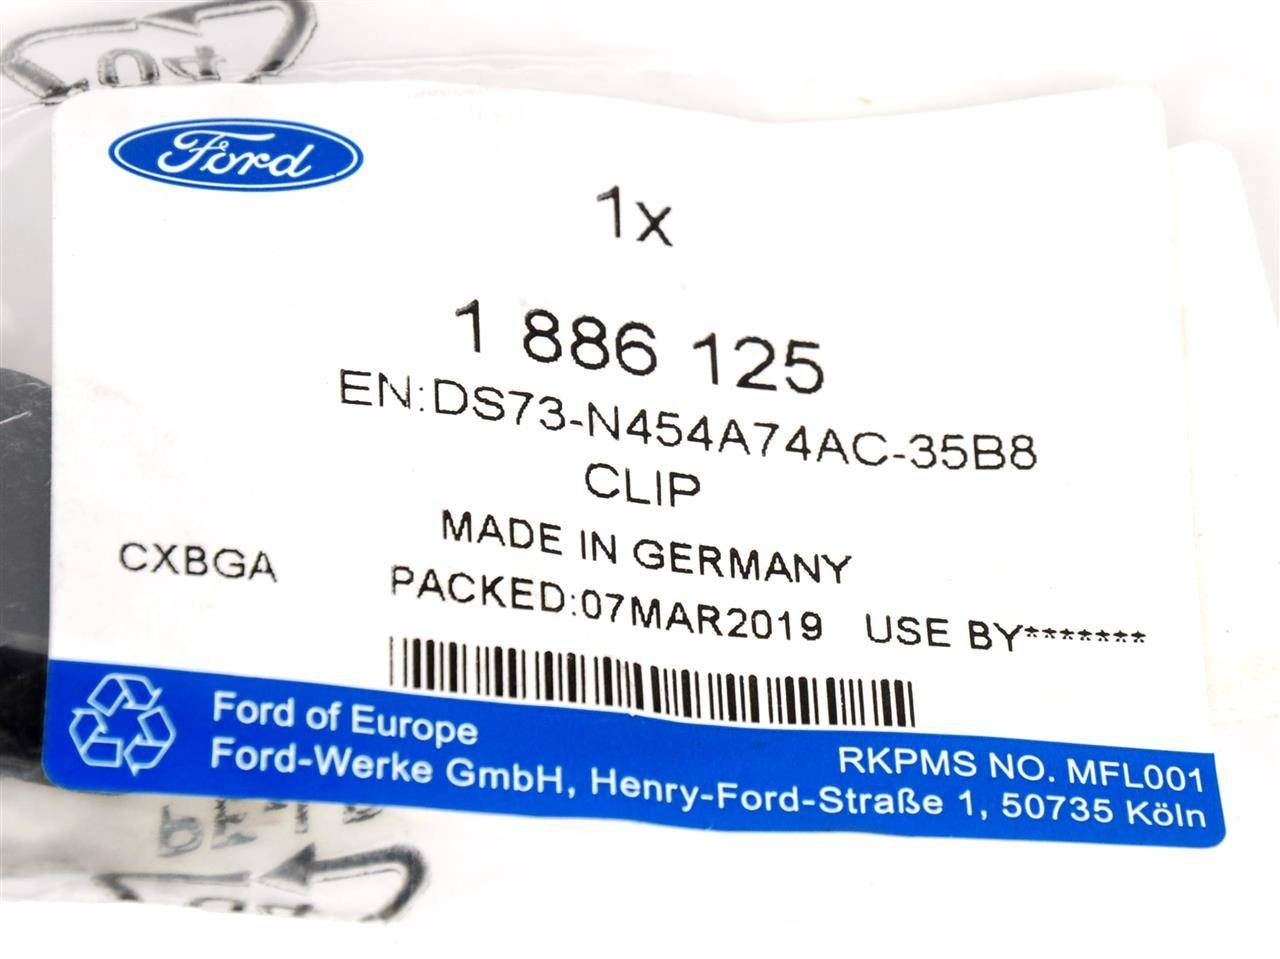 Ford
1x
1 886 125
EN:DS73-N454A74AC-35B8
CLIP
MADE IN GERMANY
CXBGA
PACKED:07MAR2019 USE BY*******
Ford of Europe
RKPMS NO. MFL001
Ford-Werke GmbH, Henry-Ford-Straße 1, 50735 Köln